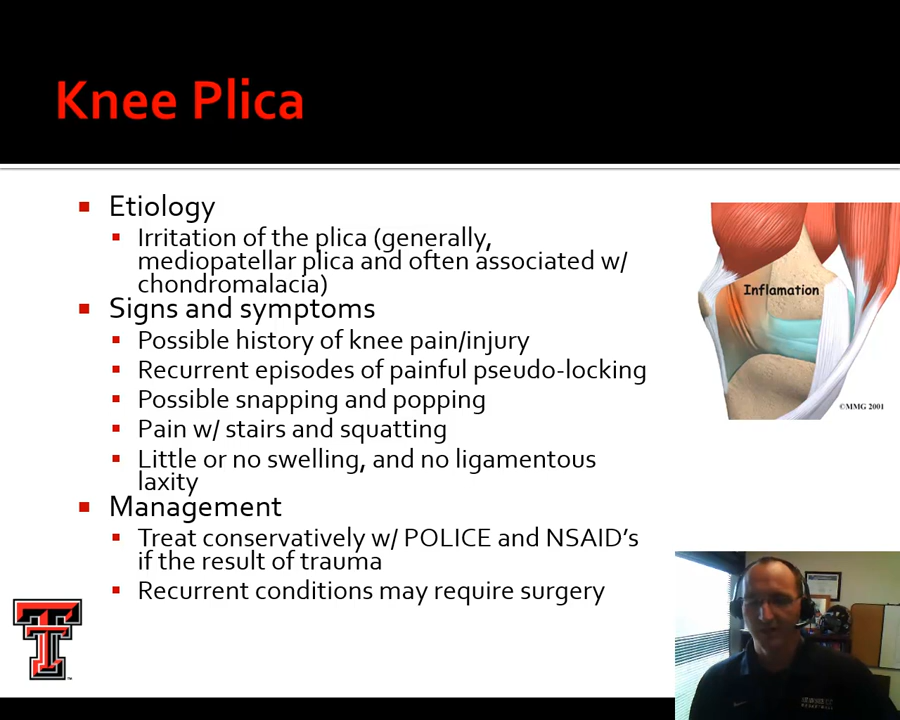 Knee Plica
Etiology
Irritation of the plica (generally,
mediopatellar plica and often associated w/
chondromalacia)
Signs and symptoms
Possible history of knee pain/injury
Recurrent episodes of painful pseudo-locking
Possible snapping and popping
Pain w/ stairs and squatting
Little or no swelling, and no ligamentous
laxity
Management
Treat conservatively w/ POLICE and NSAID's
if the result of trauma
Recurrent conditions may require surgery
Inflamation
©MMG 2001